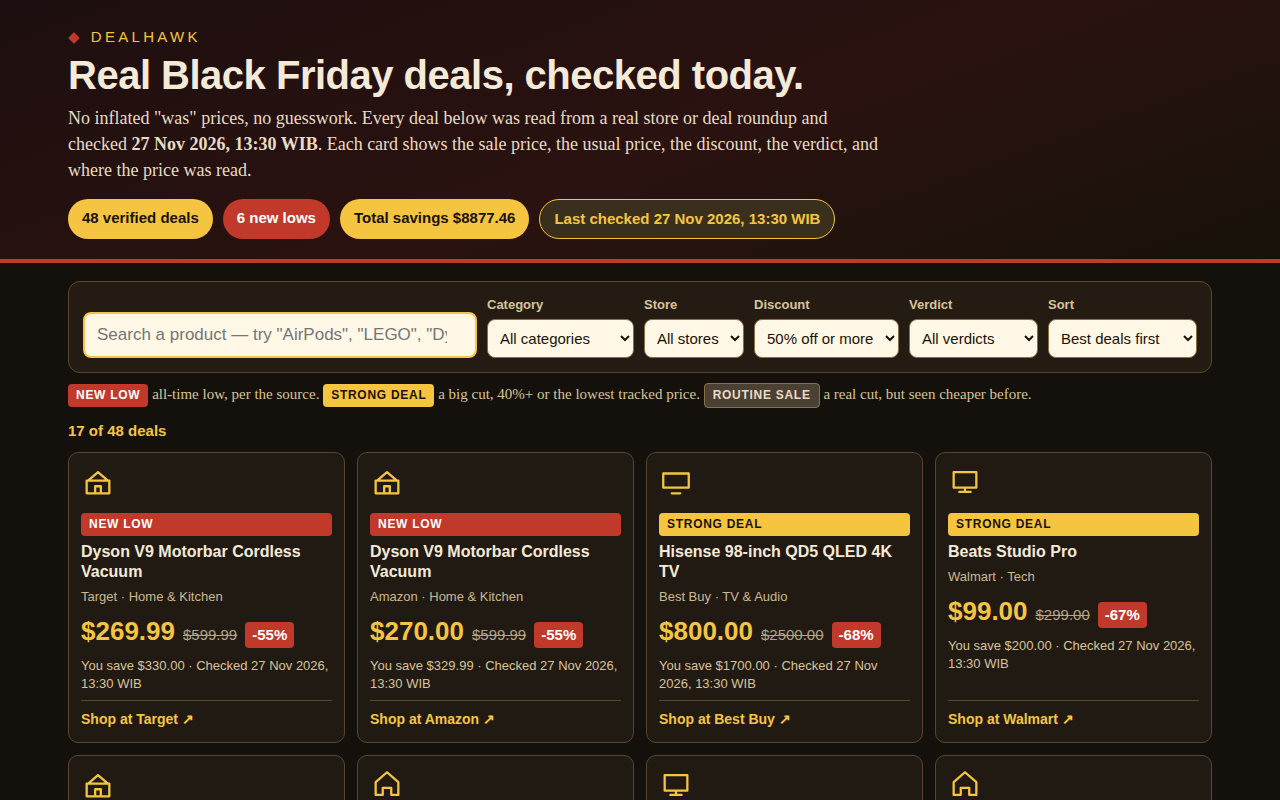 ◆ DEALHAWK
Real Black Friday deals, checked today.
No inflated "was" prices, no guesswork. Every deal below was read from a real store or deal roundup and
checked 27 Nov 2026, 13:30 WIB. Each card shows the sale price, the usual price, the discount, the verdict, and
where the price was read.
48 verified deals
6 new lows
Total savings $8877.46
Last checked 27 Nov 2026, 13:30 WIB
Category
Store
Discount
Verdict
Sort
Search a product — try "AirPods", "LEGO", "Dy
All categories
All stores
50% off or more
All verdicts
Best deals first
NEW LOW all-time low, per the source. STRONG DEAL a big cut, 40%+ or the lowest tracked price. ROUTINE SALE a real cut, but seen cheaper before.
17 of 48 deals
NEW LOW
Dyson V9 Motorbar Cordless
Vacuum
Target · Home & Kitchen
$269.99 $599.99 -55%
You save $330.00 · Checked 27 Nov 2026,
13:30 WIB
Shop at Target ↗
NEW LOW
Dyson V9 Motorbar Cordless
Vacuum
Amazon · Home & Kitchen
$270.00 $599.99 -55%
You save $329.99 · Checked 27 Nov 2026,
13:30 WIB
Shop at Amazon ↗
STRONG DEAL
Hisense 98-inch QD5 QLED 4K
TV
Best Buy · TV & Audio
$800.00 $2500.00 -68%
You save $1700.00 · Checked 27 Nov
2026, 13:30 WIB
Shop at Best Buy ↗
STRONG DEAL
Beats Studio Pro
Walmart · Tech
$99.00 $299.00 -67%
You save $200.00 · Checked 27 Nov 2026,
13:30 WIB
Shop at Walmart ↗